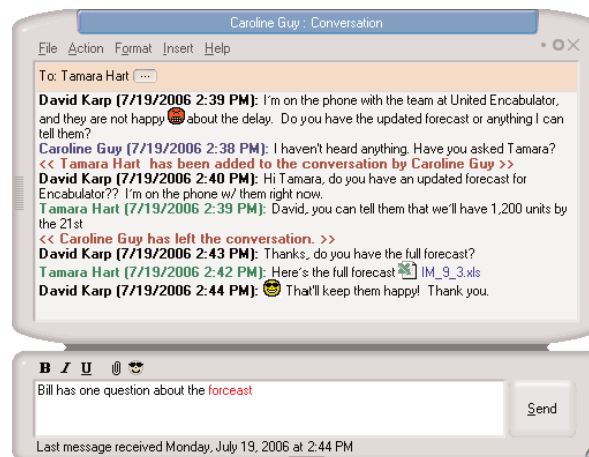 Caroline Guy : Conversation
File Action Format Insert Help
To: Tamara Hart ...
David Karp (7/19/2006 2:39 PM): I'm on the phone with the team at United Encabulator,
and they are not happy about the delay. Do you have the updated forecast or anything I can
tell them?
Caroline Guy (7/19/2006 2:38 PM): I haven't heard anything. Have you asked Tamara?
<< Tamara Hart has been added to the conversation by Caroline Guy >>
David Karp (7/19/2006 2:40 PM): Hi Tamara, do you have an updated forecast for
Encabulator?? I'm on the phone w/ them right now.
Tamara Hart (7/19/2006 2:39 PM): David, you can tell them that we'll have 1,200 units by
the 21st
<< Caroline Guy has left the conversation. >>
David Karp (7/19/2006 2:43 PM): Thanks, do you have the full forecast?
Tamara Hart (7/19/2006 2:42 PM): Here's the full forecast IM_9_3.xls
David Karp (7/19/2006 2:44 PM): That'll keep them happy! Thank you.
B I U
Bill has one question about the forceast
Send
Last message received Monday, July 19, 2006 at 2:44 PM